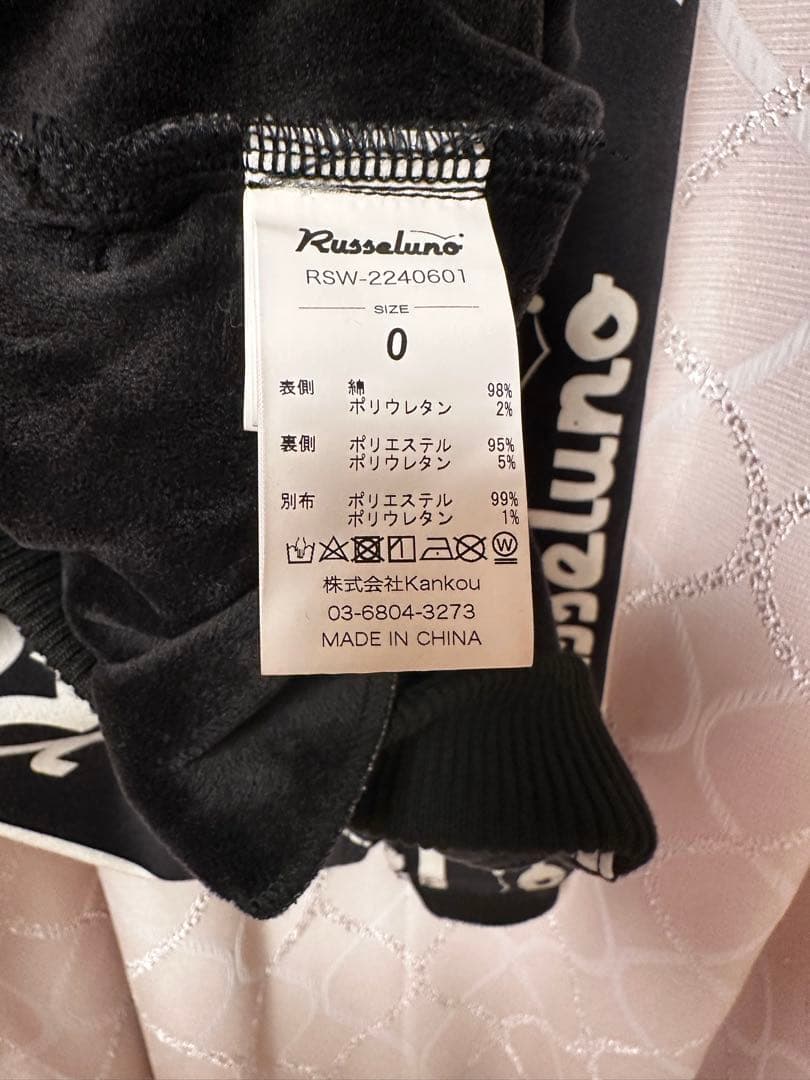 Russeluno
RSW-2240601
SIZE
0
表側 綿 98%
ポリウレタン 2%
裏側 ポリエステル 95%
ポリウレタン 5%
別布 ポリエステル 99%
ポリウレタン 1%
W
株式会社Kankou
03-6804-3273
MADE IN CHINA
sseluno